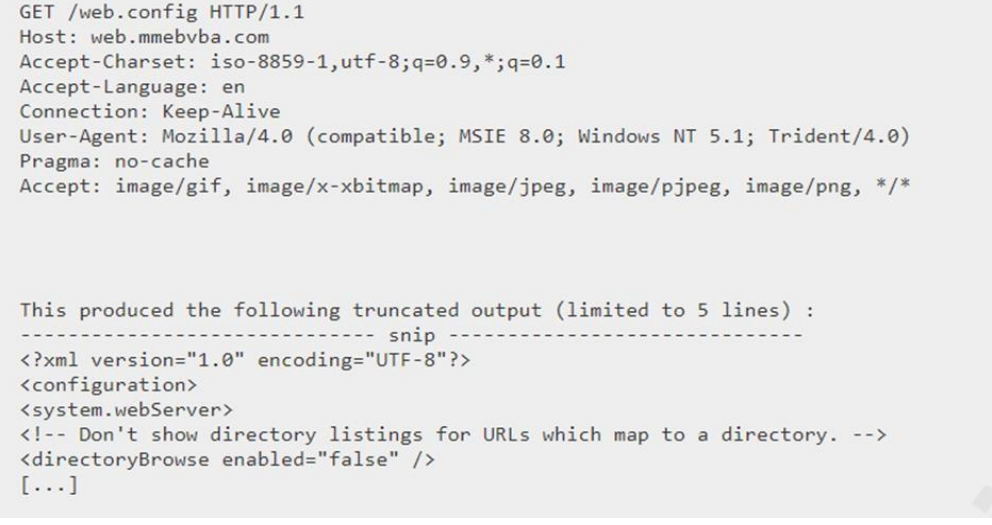 GET /web.config HTTP/1.1
Host: web.mmebvba.com
Accept-Charset: iso-8859-1,utf-8;q=0.9,*;q=0.1
Accept-Language: en
Connection: Keep-Alive
User-Agent: Mozilla/4.0 (compatible; MSIE 8.0; Windows NT 5.1; Trident/4.0)
Pragma: no-cache
Accept: image/gif, image/x-xbitmap, image/jpeg, image/pjpeg, image/png, */*
This produced the following truncated output (limited to 5 lines) :
------------------------------ snip ------------------------------
<?xml version="1.0" encoding="UTF-8"?>
<configuration>
<system.webServer>
<!-- Don't show directory listings for URLs which map to a directory. -->
<directoryBrowse enabled="false" />
[...]